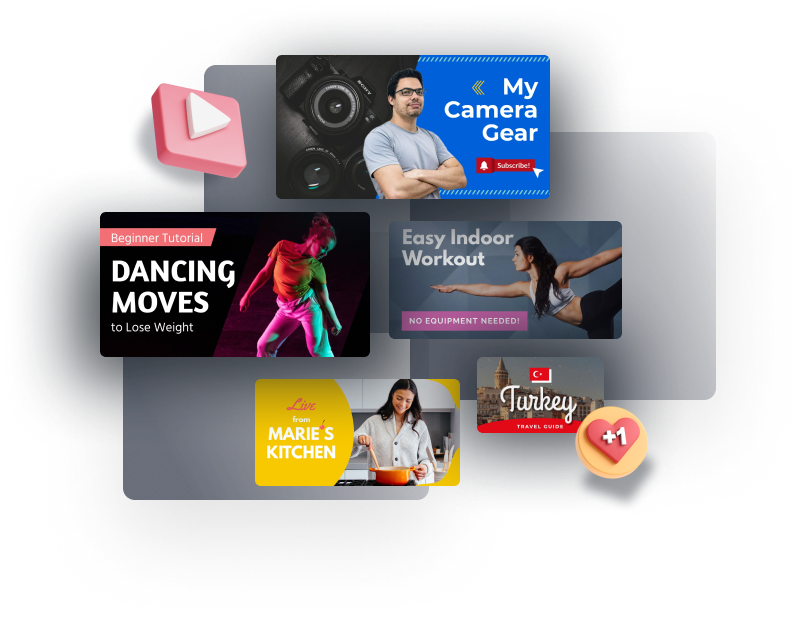 My
Camera
Gear
Subscribe!
Beginner Tutorial
DANCING
MOVES
to Lose Weight
Easy Indoor
Workout
NO EQUIPMENT NEEDED!
Live
from
MARIE'S
KITCHEN
Turkey
TRAVEL GUIDE
+1